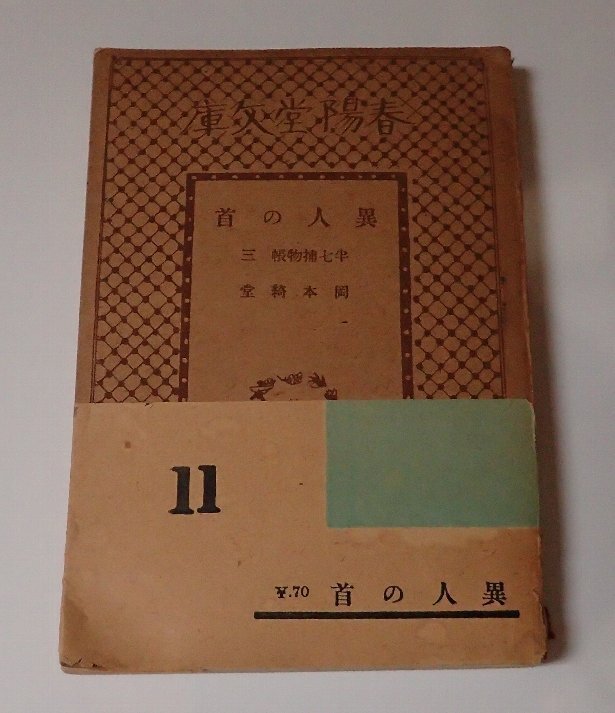 春陽堂文庫
異人の首
半七捕物帳 三
岡本綺堂
11
異人の首 ¥.70